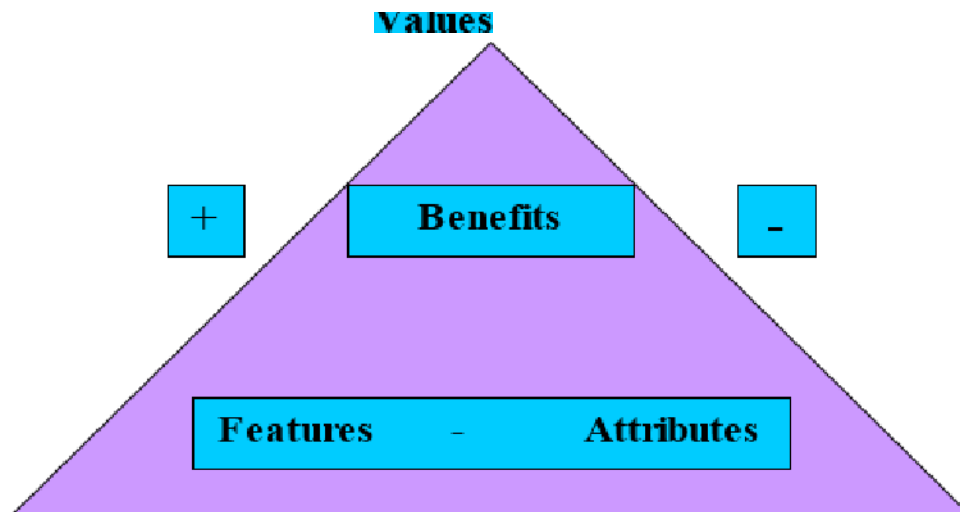 Values
+ Benefits -
Features - Attributes